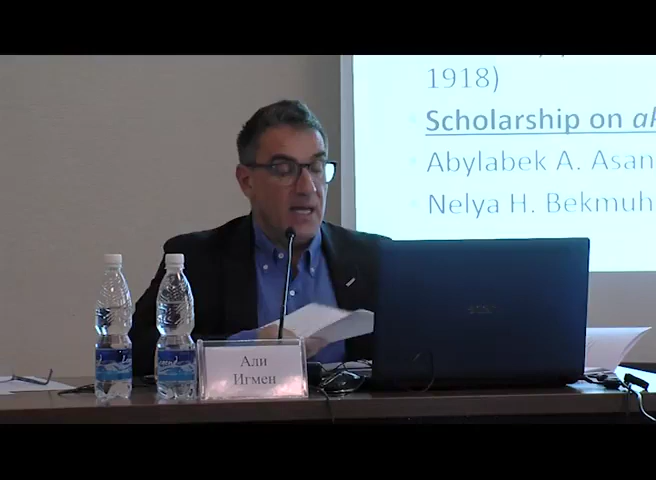 1918)
Scholarship on
Abylabek A. Asan
Nelya H. Bekmuh
Али
Игмен